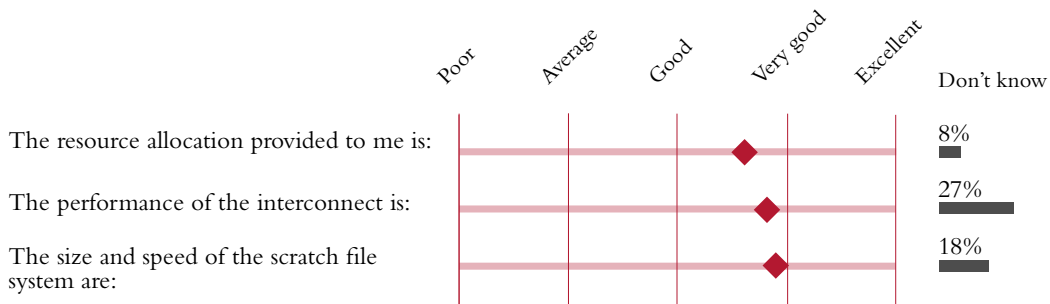 Poor
Average
Good
Very good
Excellent
Don’t know
The resource allocation provided to me is:
8%
The performance of the interconnect is:
27%
The size and speed of the scratch file
system are:
18%